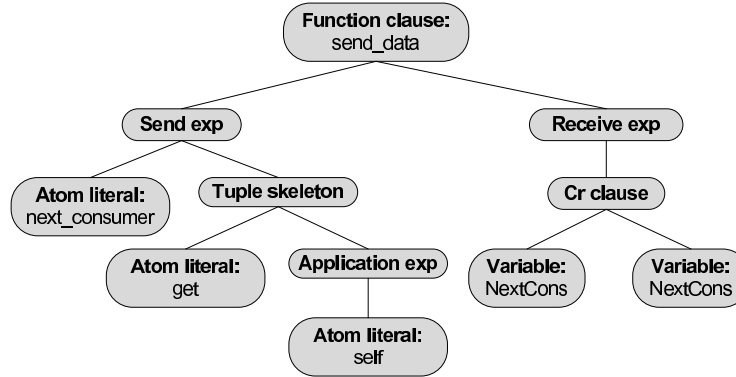 Function clause:
send_data
Send exp
Receive exp
Atom literal:
next_consumer
Tuple skeleton
Cr clause
Atom literal:
get
Application exp
Variable:
NextCons
Variable:
NextCons
Atom literal:
self